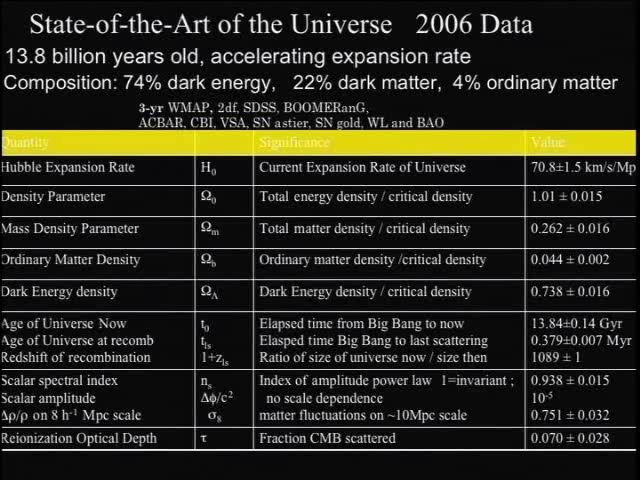 State-of-the-Art of the Universe 2006 Data
13.8 billion years old, accelerating expansion rate
Composition: 74% dark energy, 22% dark matter, 4% ordinary matter
3-yr WMAP, 2df, SDSS, BOOMERanG,
ACBAR, CBI, VSA, SN astier, SN gold, WL and BAO
Quantity Significance Value
Hubble Expansion Rate H₀ Current Expansion Rate of Universe 70.8±1.5 km/s/Mp
Density Parameter Ω₀ Total energy density / critical density 1.01 ± 0.015
Mass Density Parameter Ωm Total matter density / critical density 0.262 ± 0.016
Ordinary Matter Density Ωb Ordinary matter density /critical density 0.044 ± 0.002
Dark Energy density ΩΛ Dark Energy density / critical density 0.738 ± 0.016
Age of Universe Now t₀ Elapsed time from Big Bang to now 13.84±0.14 Gyr
Age of Universe at recomb tls Elasped time Big Bang to last scattering 0.379±0.007 Myr
Redshift of recombination 1+zls Ratio of size of universe now / size then 1089 ± 1
Scalar spectral index ns Index of amplitude power law 1=invariant ; 0.938 ± 0.015
Scalar amplitude Δϕ/c² no scale dependence 10⁻⁵
Δρ/ρ on 8 h⁻¹ Mpc scale σ₈ matter fluctuations on ~10Mpc scale 0.751 ± 0.032
Reionization Optical Depth τ Fraction CMB scattered 0.070 ± 0.028